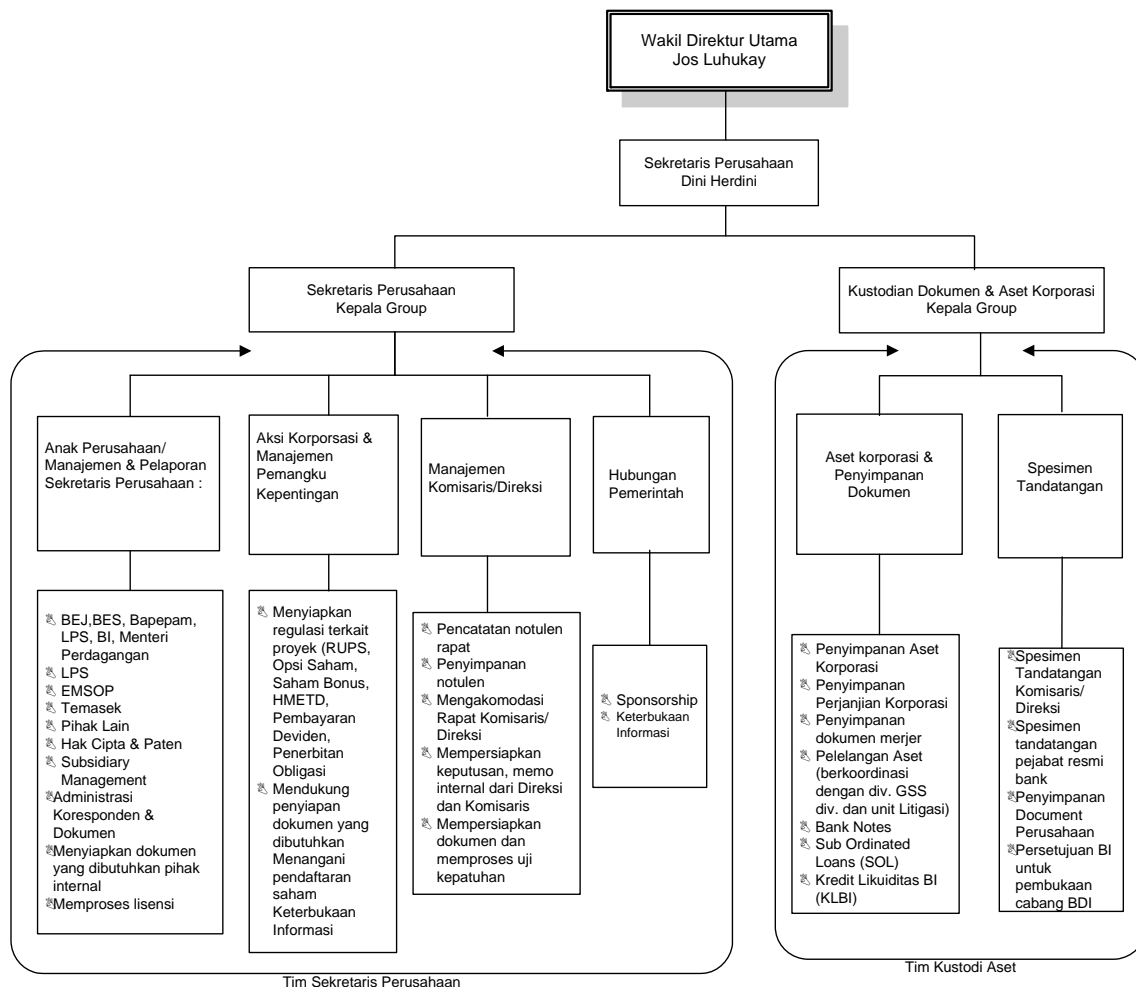 Wakil Direktur Utama
Jos Luhukay
Sekretaris Perusahaan
Dini Herdini
Sekretaris Perusahaan
Kepala Group
Kustodian Dokumen & Aset Korporasi
Kepala Group
Anak Perusahaan/
Manajemen & Pelaporan
Sekretaris Perusahaan :
Aksi Korporsasi &
Manajemen
Pemangku
Kepentingan
Manajemen
Komisaris/Direksi
Hubungan
Pemerintah
Aset korporasi &
Penyimpanan
Dokumen
Spesimen
Tandatangan
BEJ,BES, Bapepam,
LPS, BI, Menteri
Perdagangan
LPS
EMSOP
Temasek
Pihak Lain
Hak Cipta & Paten
Subsidiary
Management
Administrasi
Koresponden &
Dokumen
Menyiapkan dokumen
yang dibutuhkan pihak
internal
Memproses lisensi
Menyiapkan
regulasi terkait
proyek (RUPS,
Opsi Saham,
Saham Bonus,
HMETD,
Pembayaran
Deviden,
Penerbitan
Obligasi
Mendukung
penyiapan
dokumen yang
dibutuhkan
Menangani
pendaftaran
saham
Keterbukaan
Informasi
Pencatatan notulen
rapat
Penyimpanan
notulen
Mengakomodasi
Rapat Komisaris/
Direksi
Mempersiapkan
keputusan, memo
internal dari Direksi
dan Komisaris
Mempersiapkan
dokumen dan
memproses uji
kepatuhan
Sponsorship
Keterbukaan
Informasi
Penyimpanan Aset
Korporasi
Penyimpanan
Perjanjian Korporasi
Penyimpanan
dokumen merjer
Pelelangan Aset
(berkoordinasi
dengan div. GSS
div. dan unit Litigasi)
Bank Notes
Sub Ordinated
Loans (SOL)
Kredit Likuiditas BI
(KLBI)
Spesimen
Tandatangan
Komisaris/
Direksi
Spesimen
tandatangan
pejabat resmi
bank
Penyimpanan
Document
Perusahaan
Persetujuan BI
untuk
pembukaan
cabang BDI
Tim Sekretaris Perusahaan
Tim Kustodi Aset